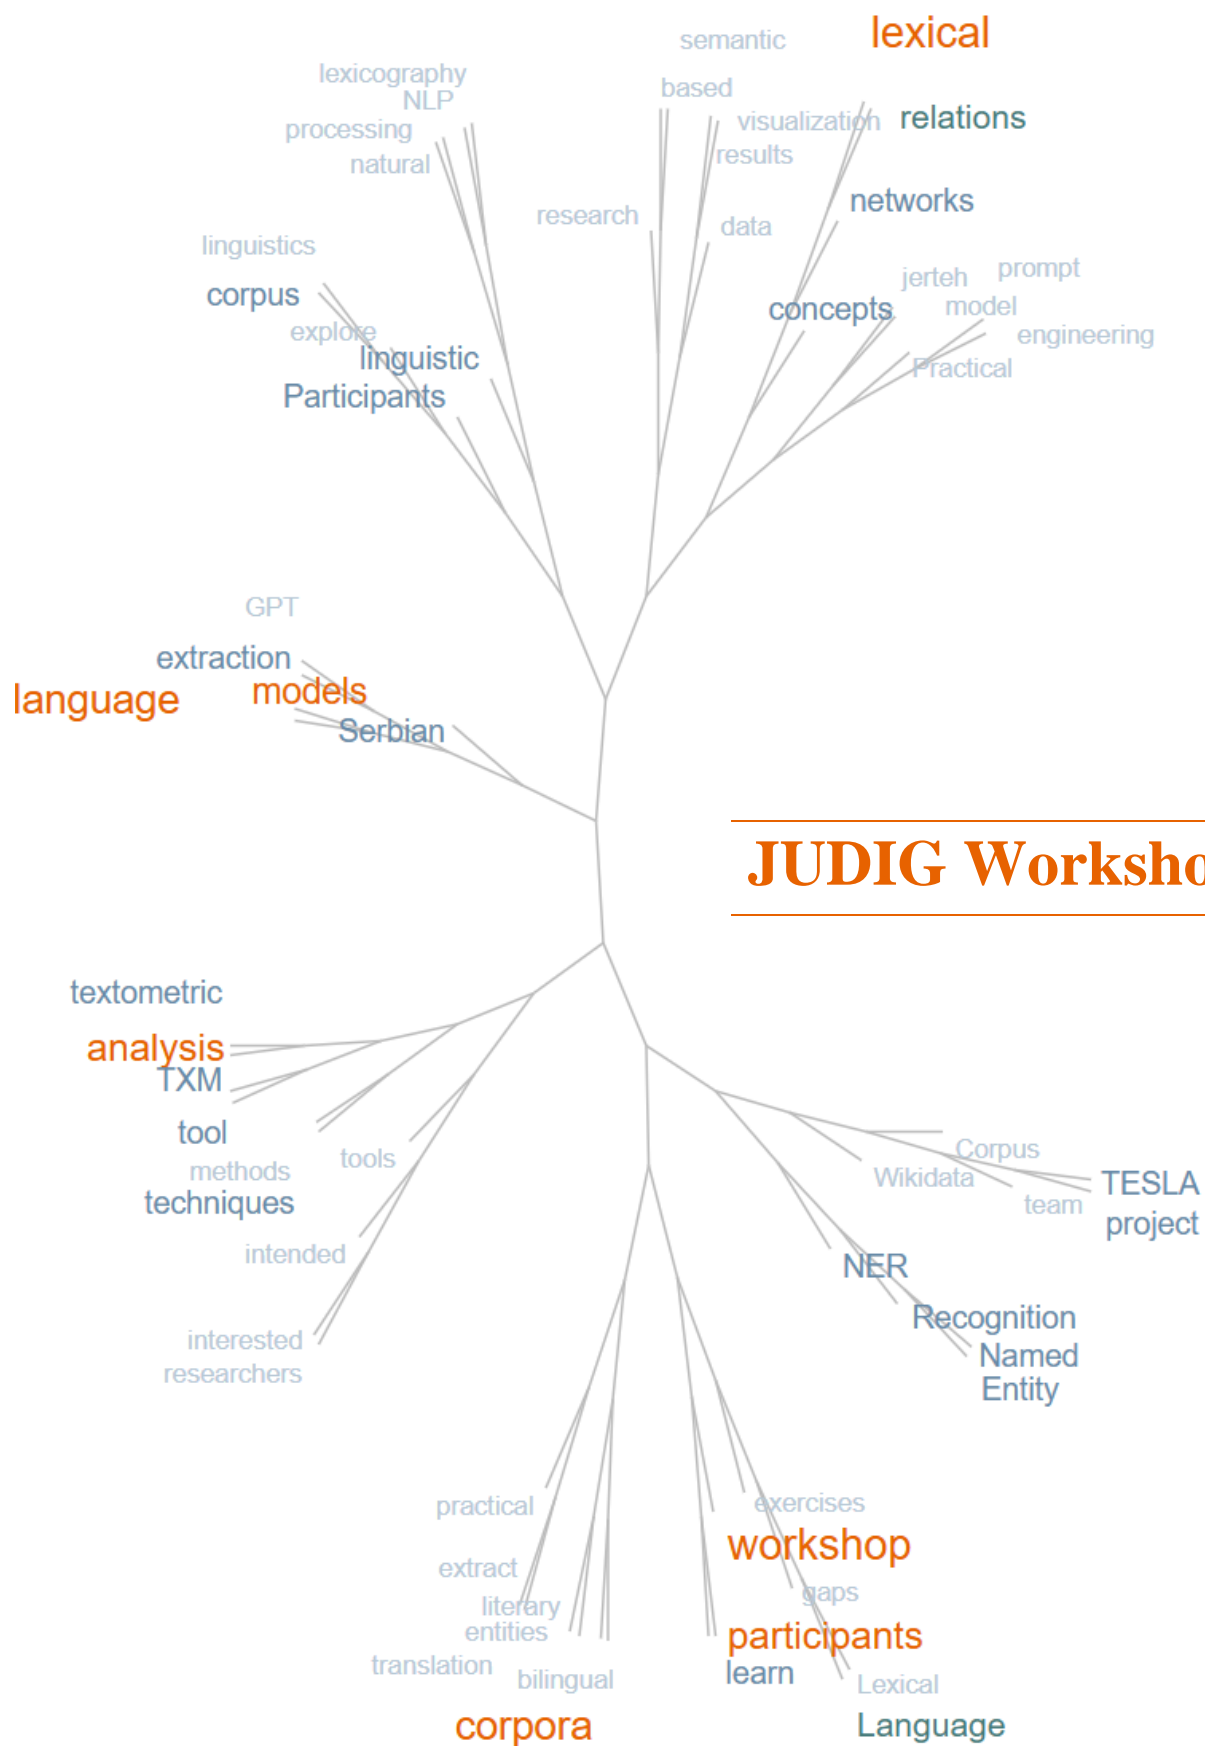 lexical
semantic
lexicography
based
NLP
relations
visualization
processing
results
natural
networks
research
data
linguistics
prompt
jerteh
corpus
model
concepts
explore
engineering
linguistic
Practical
Participants
GPT
extraction
models
language
Serbian
JUDIG Worksho
textometric
analysis
TXM
tool
Corpus
tools
methods
Wikidata
TESLA
techniques
team
project
intended
NER
Recognition
interested
Named
researchers
Entity
practical
exercises
workshop
extract
gaps
literary
entities
participants
translation
learn
bilingual
Lexical
corpora
Language